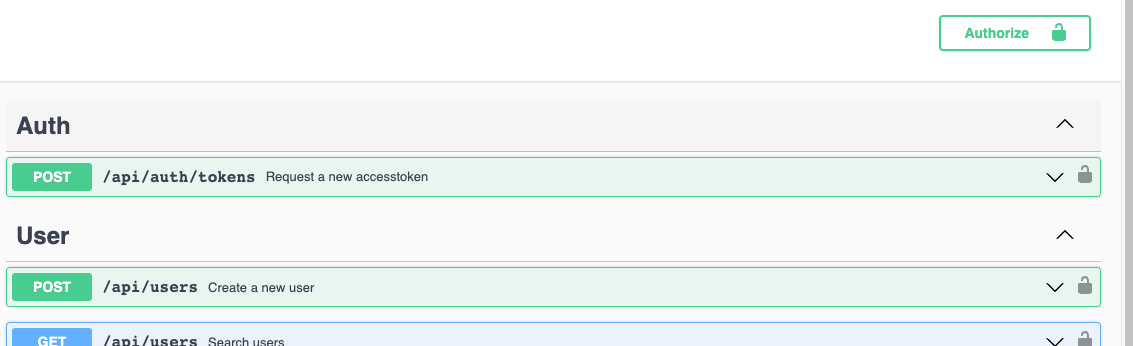 Authorize
Auth
POST /api/auth/tokens Request a new accesstoken
User
POST /api/users Create a new user
GET /api/users Search users